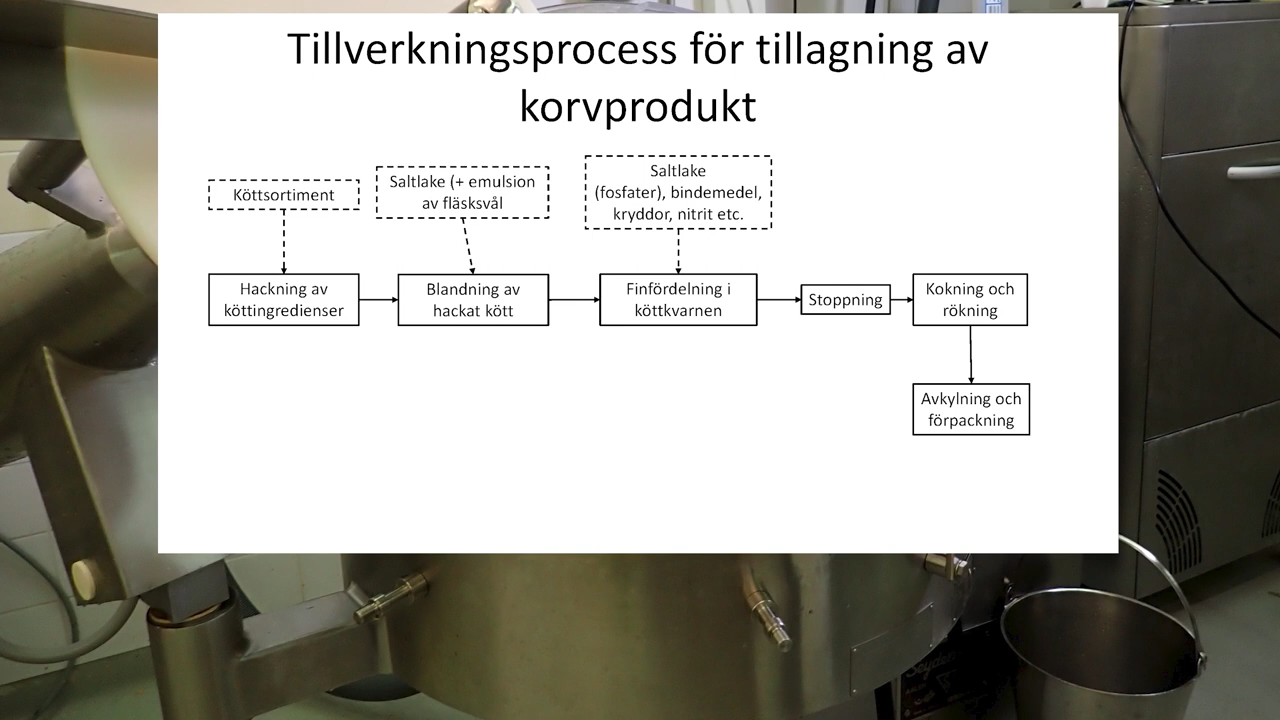 Tillverkningsprocess för tillagning av
korvprodukt
Köttsortiment
Saltlake (+ emulsion
av fläsksvål
Saltlake
(fosfater), bindemedel,
kryddor, nitrit etc.
Hackning av
köttingredienser
Blandning av
hackat kött
Finfördelning i
köttkvarnen
Stoppning
Kokning och
rökning
Avkylning och
förpackning